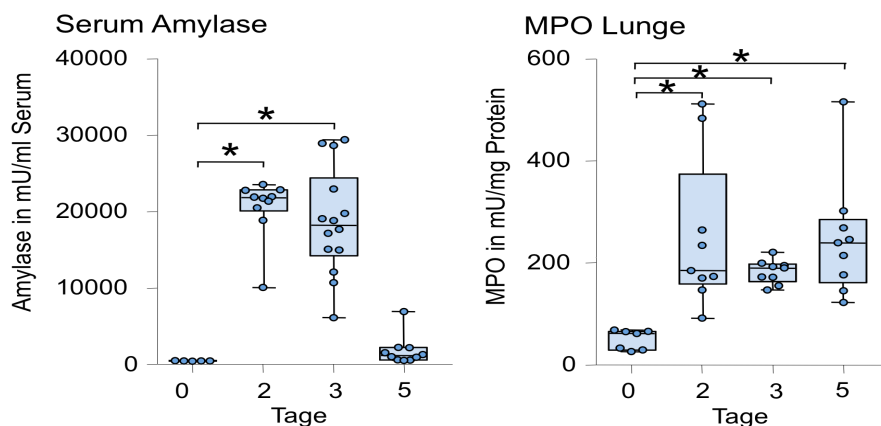 Serum Amylase
Amylase in mU/ml Serum
40000
30000
20000
10000
0
*
*
0 2 3 5
Tage
MPO Lunge
MPO in mU/mg Protein
600
400
200
0
*
*
*
0 2 3 5
Tage